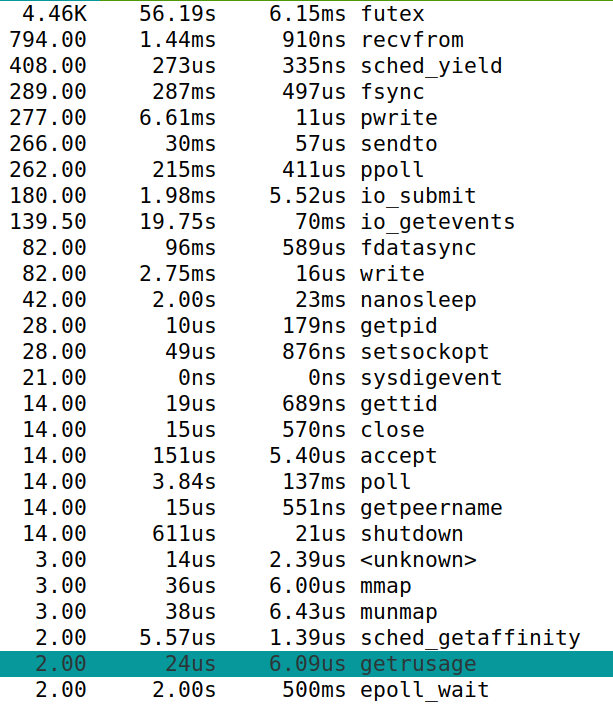 4.46K 56.19s 6.15ms futex
794.00 1.44ms 910ns recvfrom
408.00 273us 335ns sched_yield
289.00 287ms 497us fsync
277.00 6.61ms 11us pwrite
266.00 30ms 57us sendto
262.00 215ms 411us ppoll
180.00 1.98ms 5.52us io_submit
139.50 19.75s 70ms io_getevents
82.00 96ms 589us fdatasync
82.00 2.75ms 16us write
42.00 2.00s 23ms nanosleep
28.00 10us 179ns getpid
28.00 49us 876ns setsockopt
21.00 0ns 0ns sysdigevent
14.00 19us 689ns gettid
14.00 15us 570ns close
14.00 151us 5.40us accept
14.00 3.84s 137ms poll
14.00 15us 551ns getpeername
14.00 611us 21us shutdown
3.00 14us 2.39us <unknown>
3.00 36us 6.00us mmap
3.00 38us 6.43us munmap
2.00 5.57us 1.39us sched_getaffinity
2.00 24us 6.09us getrusage
2.00 2.00s 500ms epoll_wait